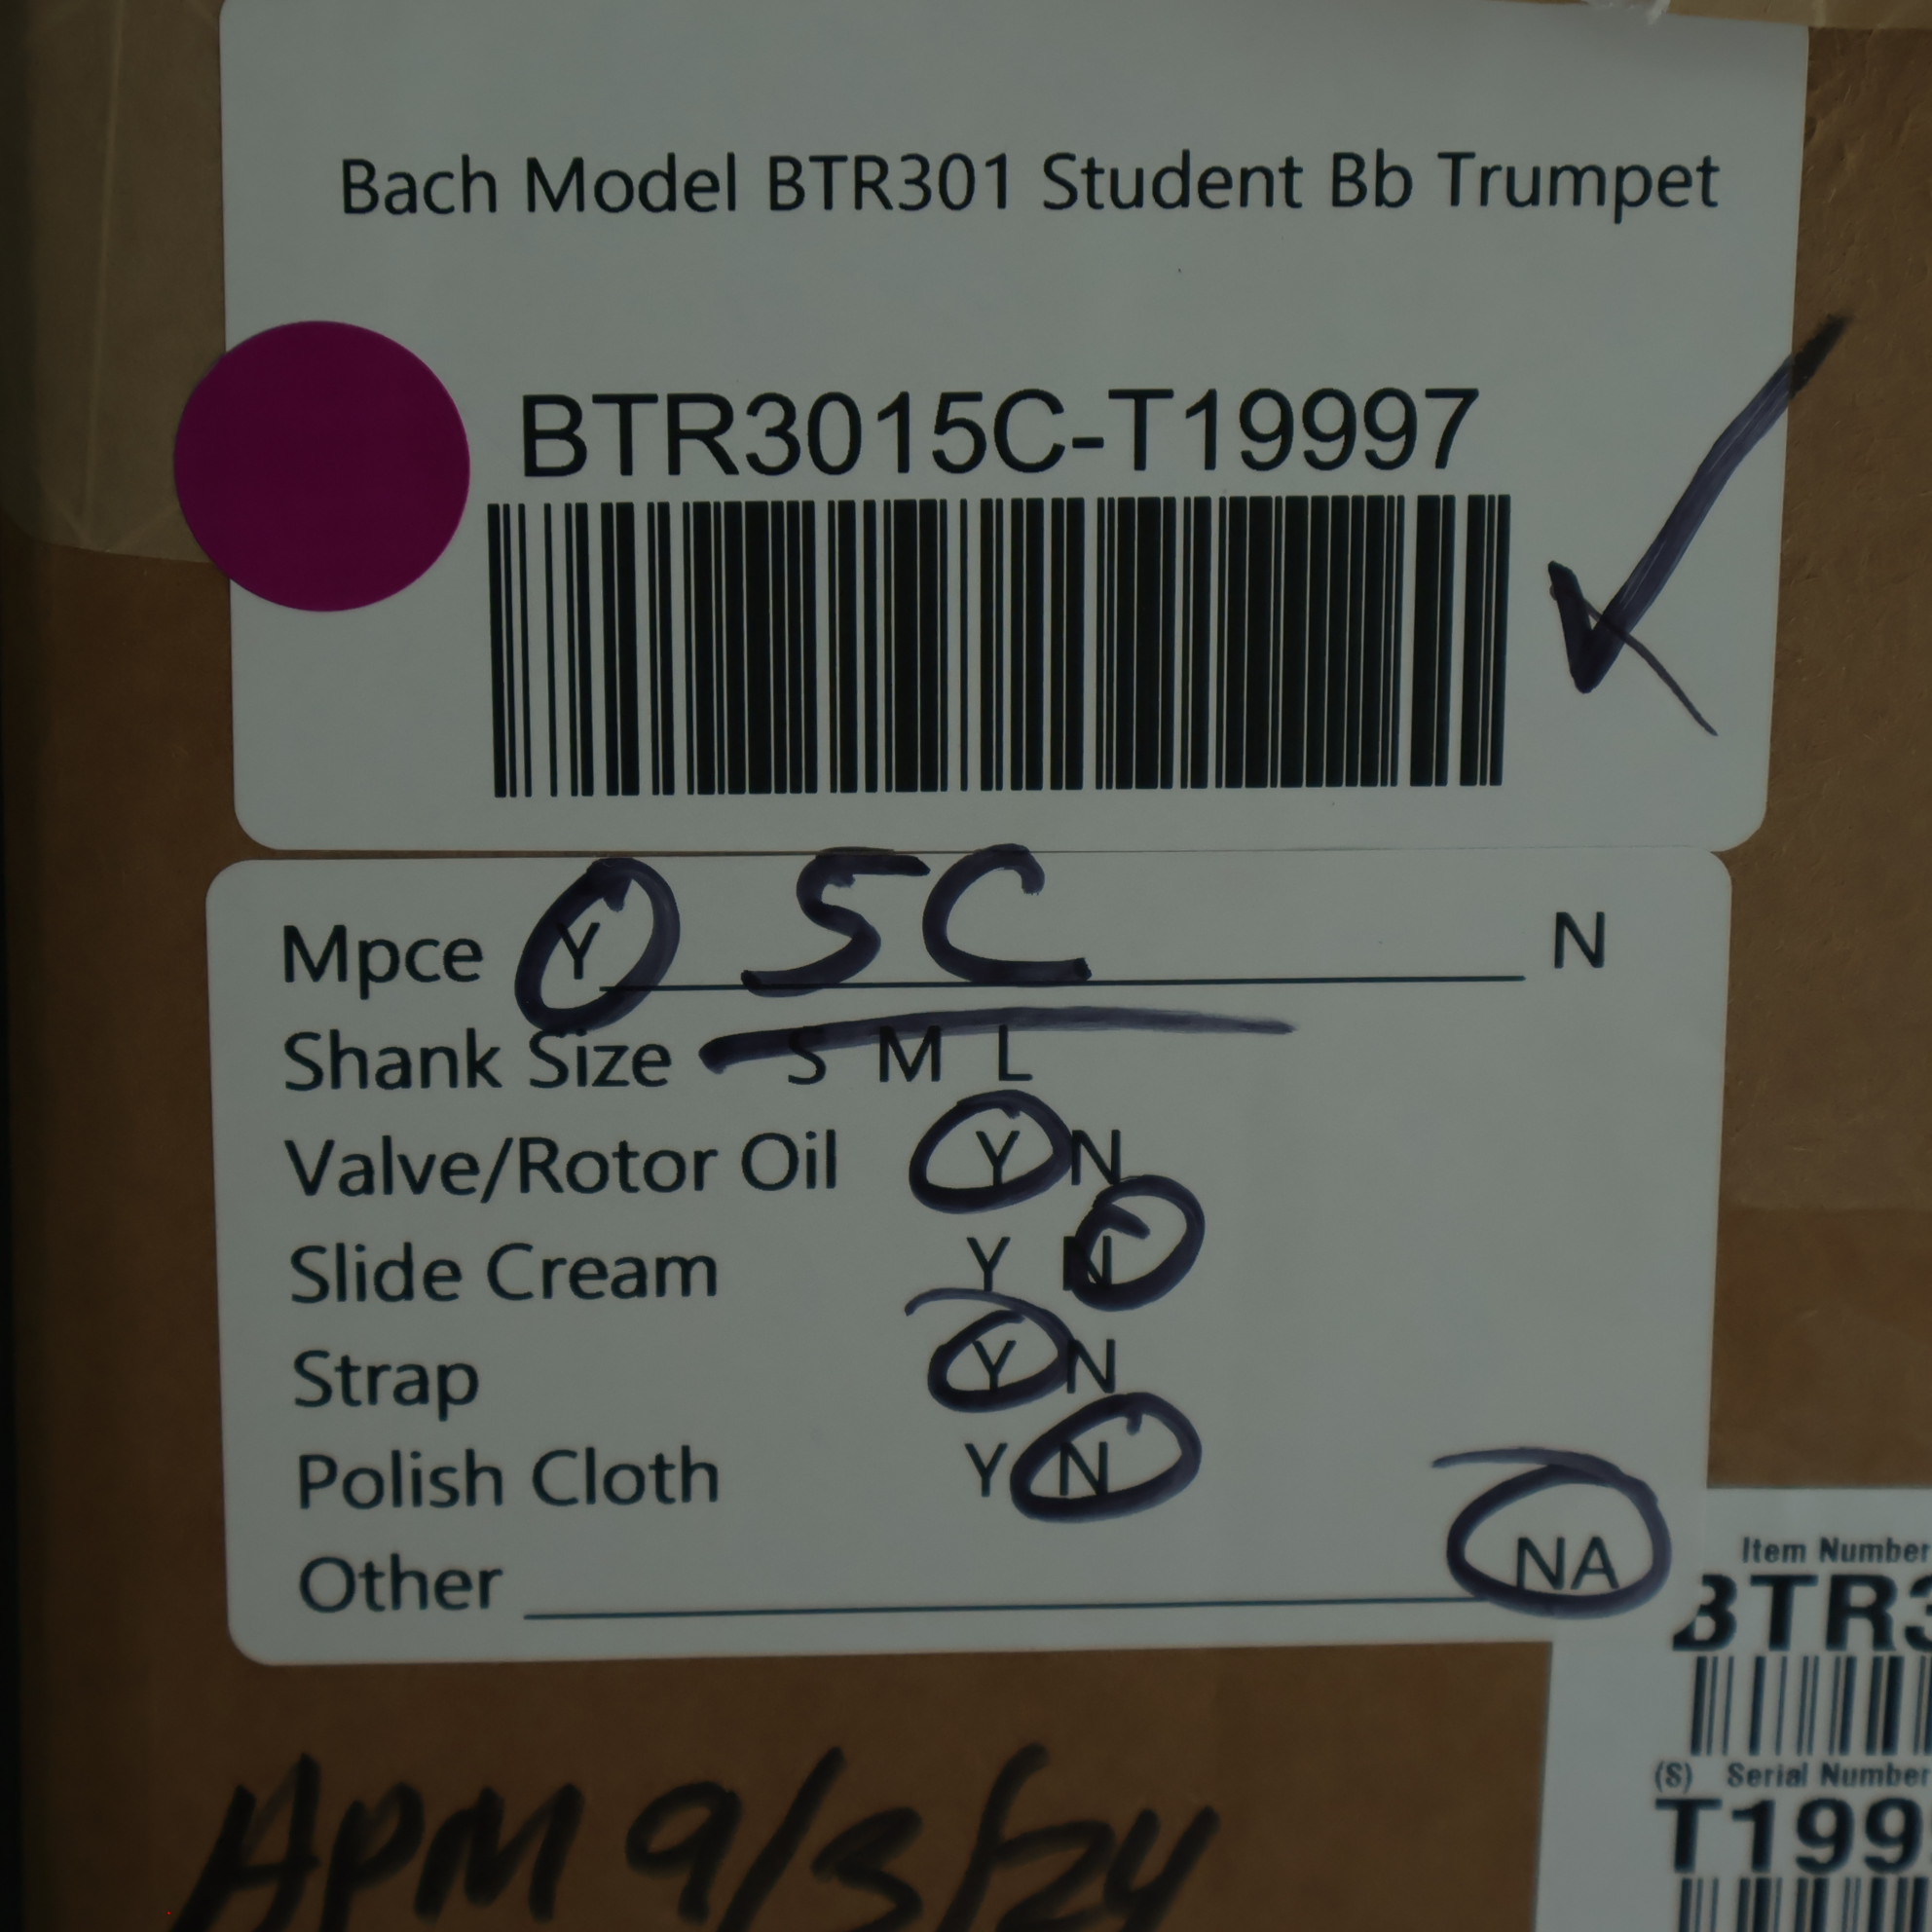 Bach Model BTR301 Student Bb Trumpet
BTR3015C-T19997
Mpce Y 5C N
Shank Size S M L
Valve/Rotor Oil Y N
Slide Cream Y N
Strap Y N
Polish Cloth Y N
Other NA
Item Number
BTR3
(S) Serial Number
T199
APM 9/3/24